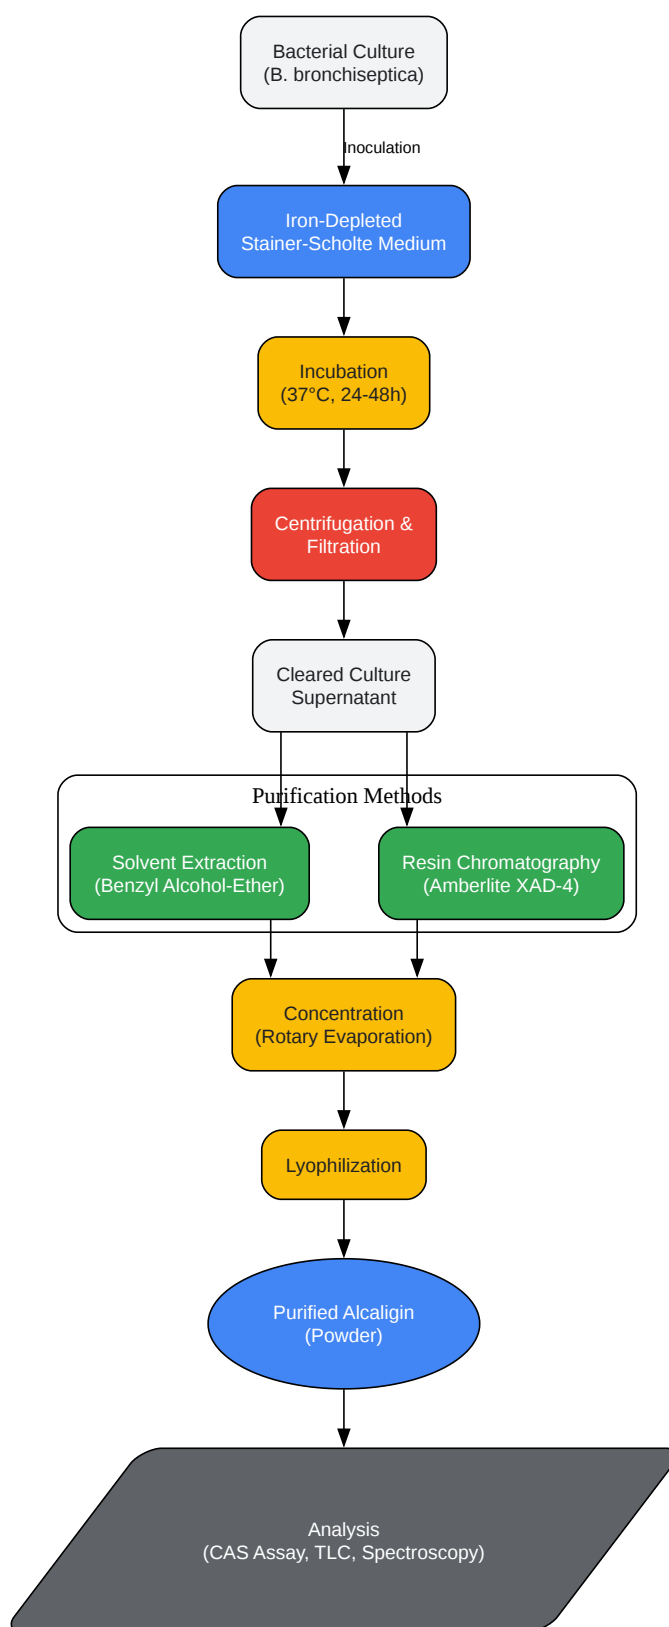 Bacterial Culture
(B. bronchiseptica)
Inoculation
Iron-Depleted
Stainer-Scholte Medium
Incubation
(37°C, 24-48h)
Centrifugation &
Filtration
Cleared Culture
Supernatant
Purification Methods
Solvent Extraction
(Benzyl Alcohol-Ether)
Resin Chromatography
(Amberlite XAD-4)
Concentration
(Rotary Evaporation)
Lyophilization
Purified Alcaligin
(Powder)
Analysis
(CAS Assay, TLC, Spectroscopy)